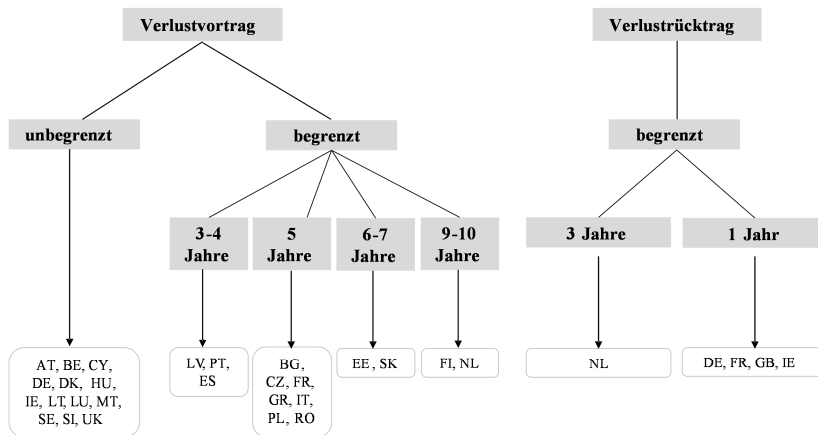 Verlustvortrag
Verlustrücktrag
unbegrenzt
begrenzt
begrenzt
3-4
Jahre
5
Jahre
6-7
Jahre
9-10
Jahre
3 Jahre
1 Jahr
AT, BE, CY,
DE, DK, HU,
IE, LT, LU, MT,
SE, SI, UK
LV, PT,
ES
BG,
CZ, FR,
GR, IT,
PL, RO
EE, SK
FI, NL
NL
DE, FR, GB, IE